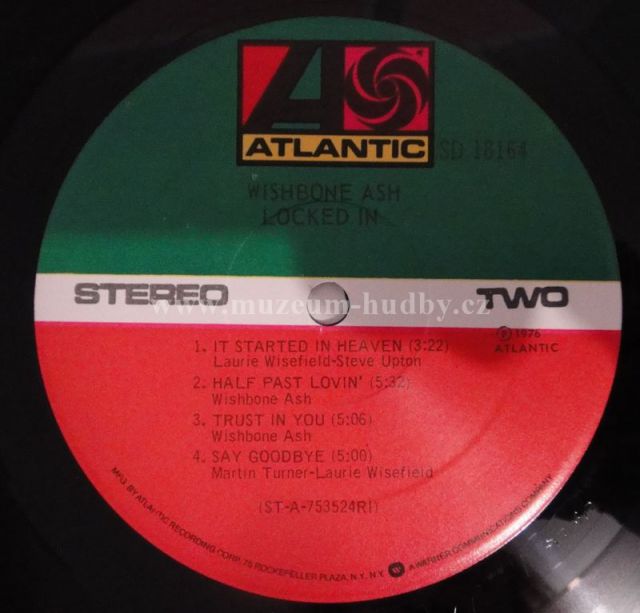 ATLANTIC
SD 18164
WISHBONE ASH
LOCKED IN
STEREO
TWO
www.muzeum-hudby.cz
℗ 1976
ATLANTIC
1. IT STARTED IN HEAVEN (3:22)
Laurie Wisefield-Steve Upton
2. HALF PAST LOVIN' (5:32)
Wishbone Ash
3. TRUST IN YOU (5:06)
Wishbone Ash
4. SAY GOODBYE (5:00)
Martin Turner-Laurie Wisefield
(ST-A-753524RI)
MFG. BY ATLANTIC RECORDING CORP., 75 ROCKEFELLER PLAZA, N.Y., N.Y. A WARNER COMMUNICATIONS COMPANY